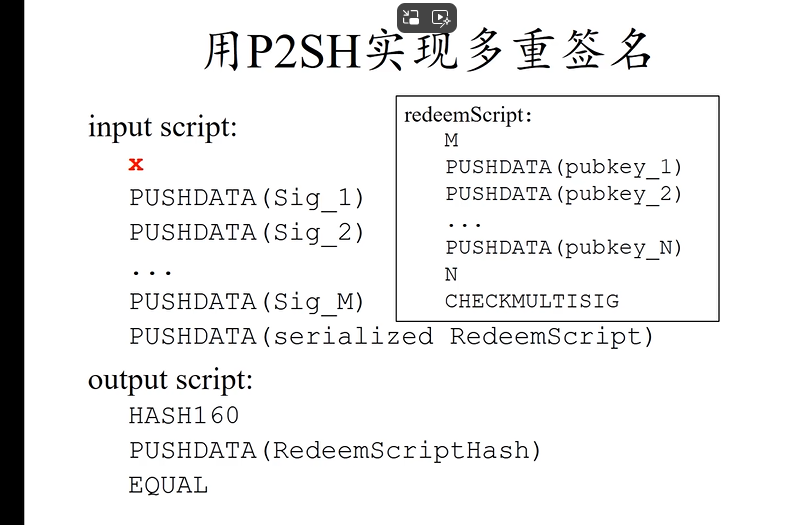 用P2SH实现多重签名
input script:
x
PUSHDATA(Sig_1)
PUSHDATA(Sig_2)
...
PUSHDATA(Sig_M)
PUSHDATA(serialized RedeemScript)
redeemScript:
M
PUSHDATA(pubkey_1)
PUSHDATA(pubkey_2)
...
PUSHDATA(pubkey_N)
N
CHECKMULTISIG
output script:
HASH160
PUSHDATA(RedeemScriptHash)
EQUAL